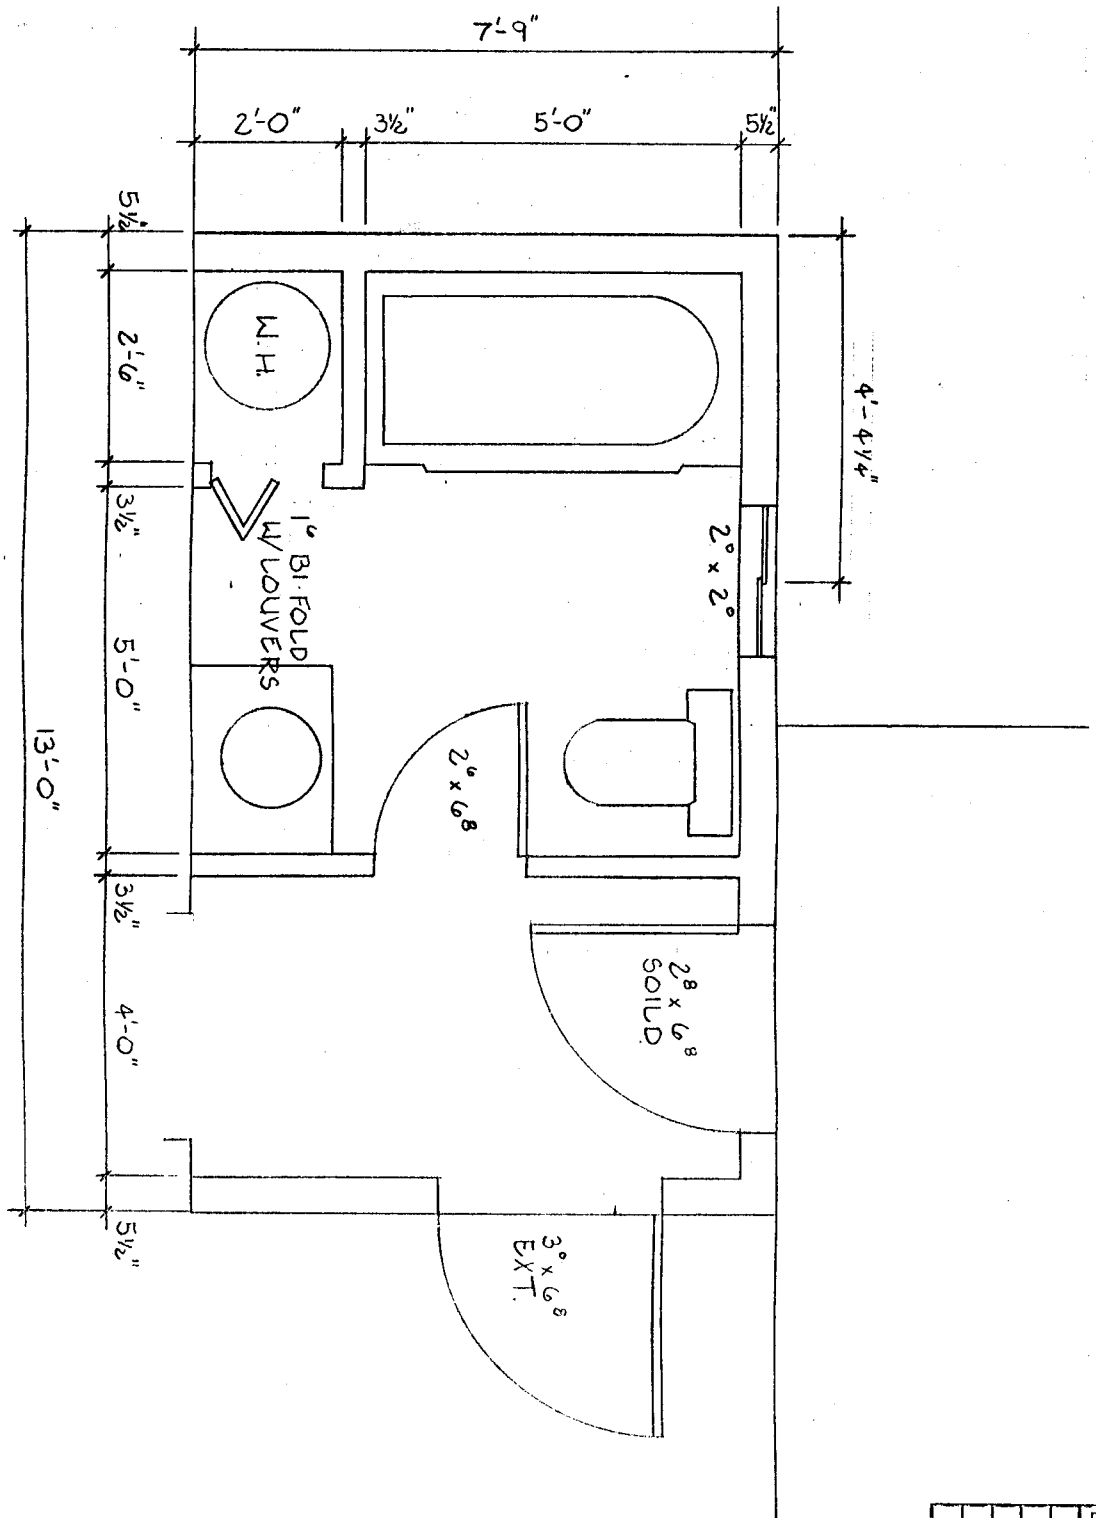 7'-9"
2'-0"
3½"
5'-0"
5½"
5½"
2'-6"
3½"
5'-0"
3½"
4'-0"
5½"
13'-0"
4'-4¼"
W.H.
1⁶ BI-FOLD
W/LOUVERS
2⁰ x 2⁰
2⁶ x 6⁸
2⁸ x 6⁸
SOILD
3⁰ x 6⁸
EXT.